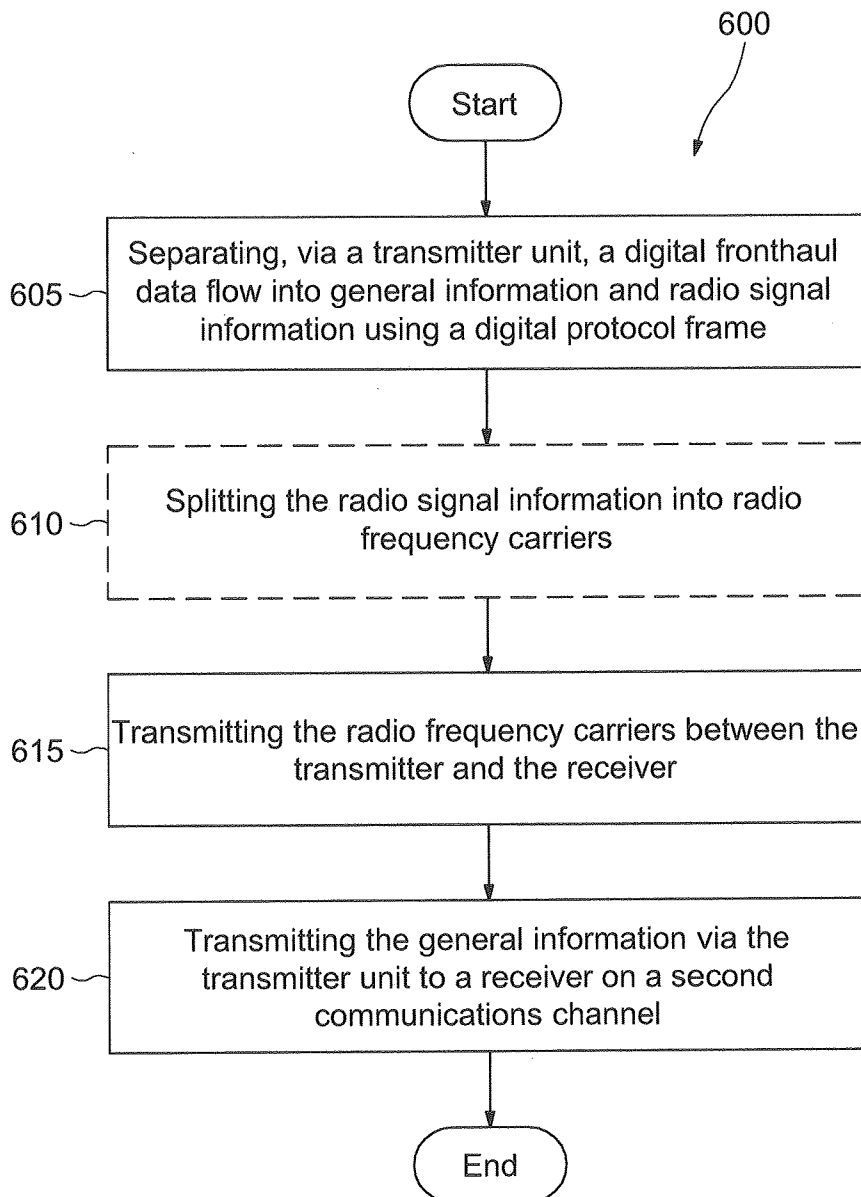 600
Start
605
Separating, via a transmitter unit, a digital fronthaul
data flow into general information and radio signal
information using a digital protocol frame
610
Splitting the radio signal information into radio
frequency carriers
615
Transmitting the radio frequency carriers between the
transmitter and the receiver
620
Transmitting the general information via the
transmitter unit to a receiver on a second
communications channel
End